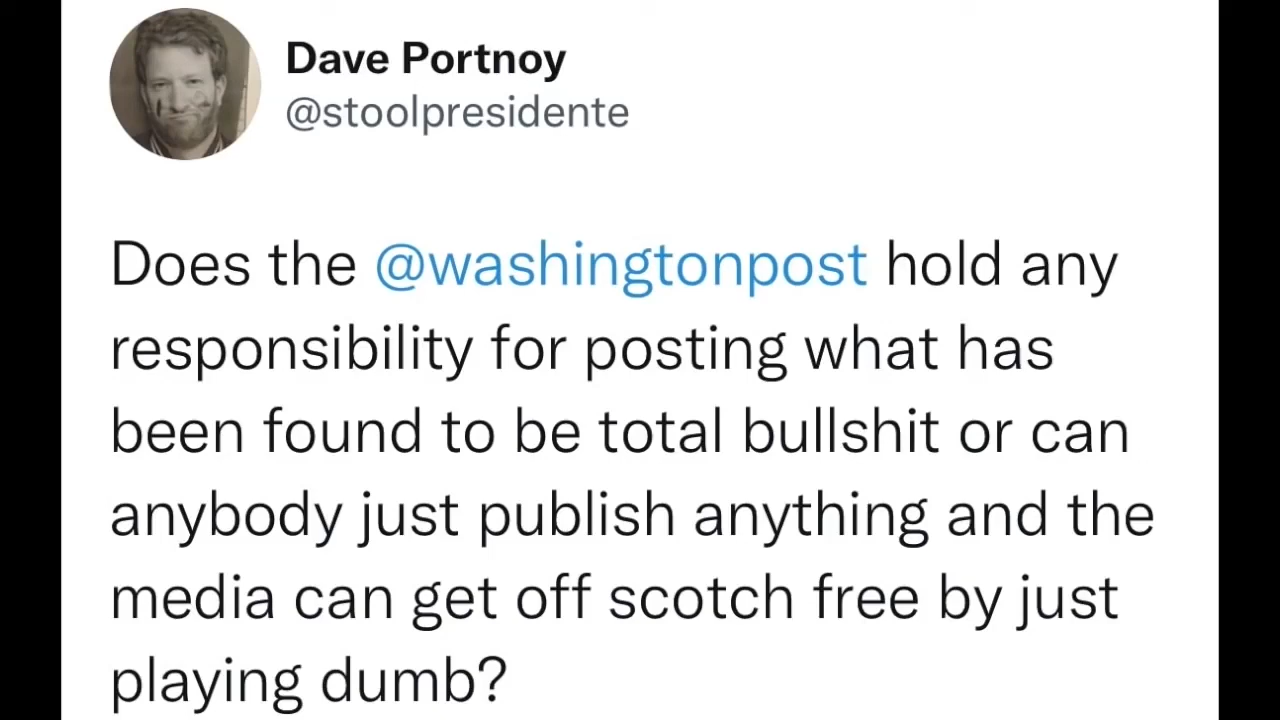 Dave Portnoy
@stoolpresidente
Does the @washingtonpost hold any
responsibility for posting what has
been found to be total bullshit or can
anybody just publish anything and the
media can get off scotch free by just
playing dumb?